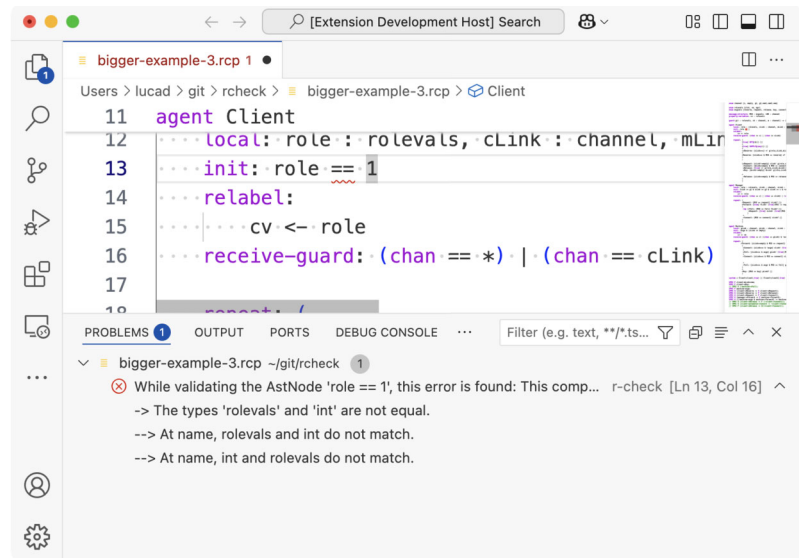 [Extension Development Host] Search
1
bigger-example-3.rcp 1
Users > lucad > git > rcheck > bigger-example-3.rcp > Client
11 agent Client
12 local: role : rolevals, cLink : channel, mLin
13 init: role == 1
14 relabel:
15 cv <- role
16 receive-guard: (chan == *) | (chan == cLink)
17
18 repeat: (
PROBLEMS 1 OUTPUT PORTS DEBUG CONSOLE ... Filter (e.g. text, **/*.ts...
bigger-example-3.rcp ~/git/rcheck 1
While validating the AstNode 'role == 1', this error is found: This comp... r-check [Ln 13, Col 16]
-> The types 'rolevals' and 'int' are not equal.
--> At name, rolevals and int do not match.
--> At name, int and rolevals do not match.